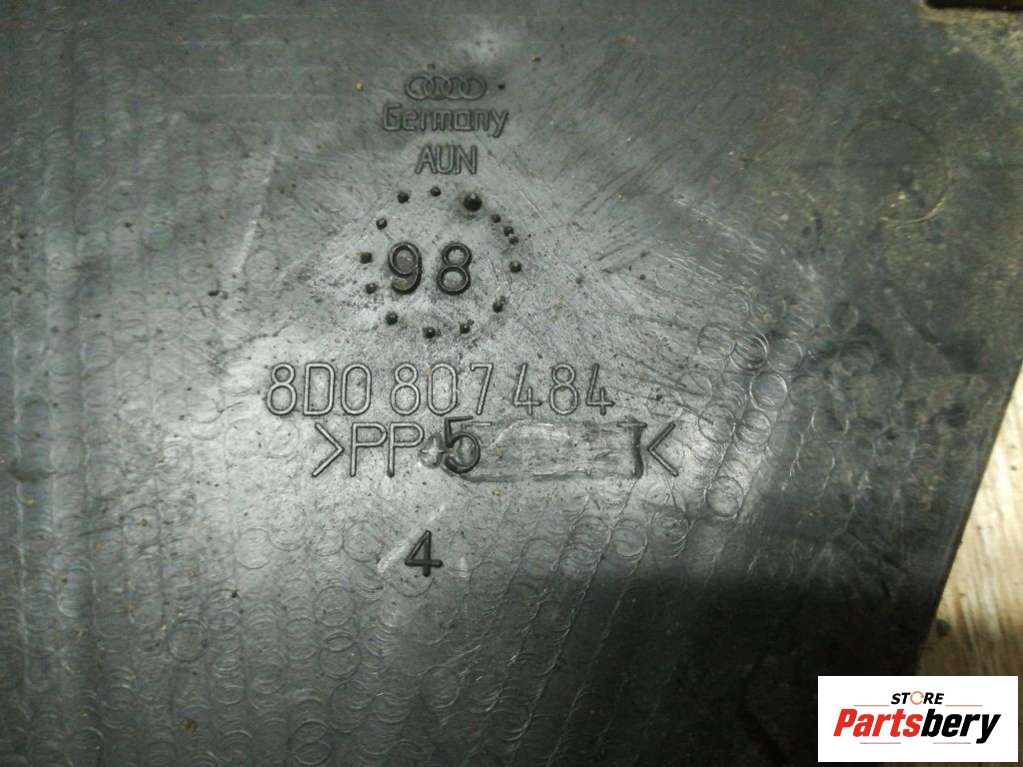 Germany
AUN
98
8D0 807 484
>PP 5 T<
4
STORE
Partsbery